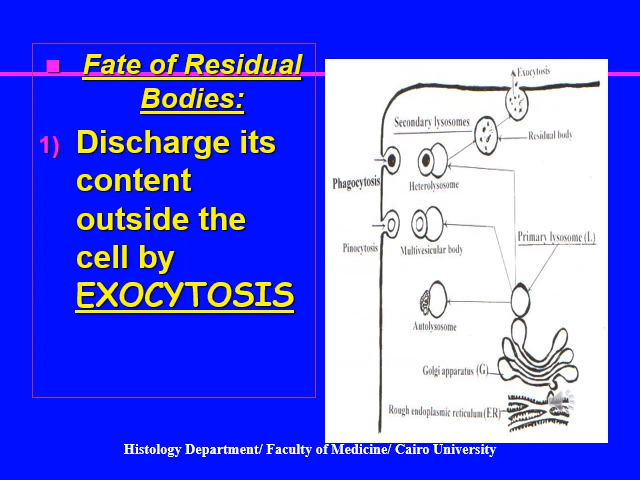 Fate of Residual
Bodies:
1) Discharge its
content
outside the
cell by
EXOCYTOSIS
Exocytosis
Secondary lysosomes
Residual body
Phagocytosis
Heterolysosome
Primary lysosome (L)
Pinocytosis
Multivesicular body
Autolysosome
Golgi apparatus (G)
Rough endoplasmic reticulum (ER)
Histology Department/ Faculty of Medicine/ Cairo University